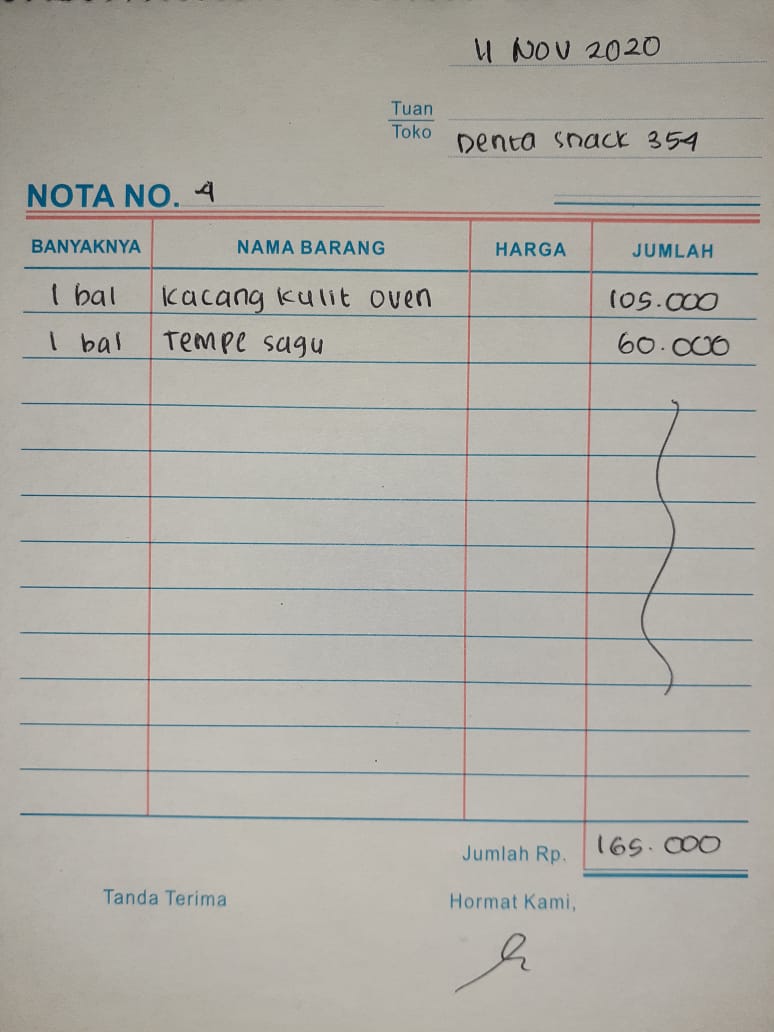 11 NOV 2020
Tuan
Toko Denta snack 354
NOTA NO. 4
BANYAKNYA NAMA BARANG HARGA JUMLAH
1 bal Kacang kulit oven 105.000
1 bal Tempe sagu 60.000
Jumlah Rp. 165.000
Tanda Terima Hormat Kami,